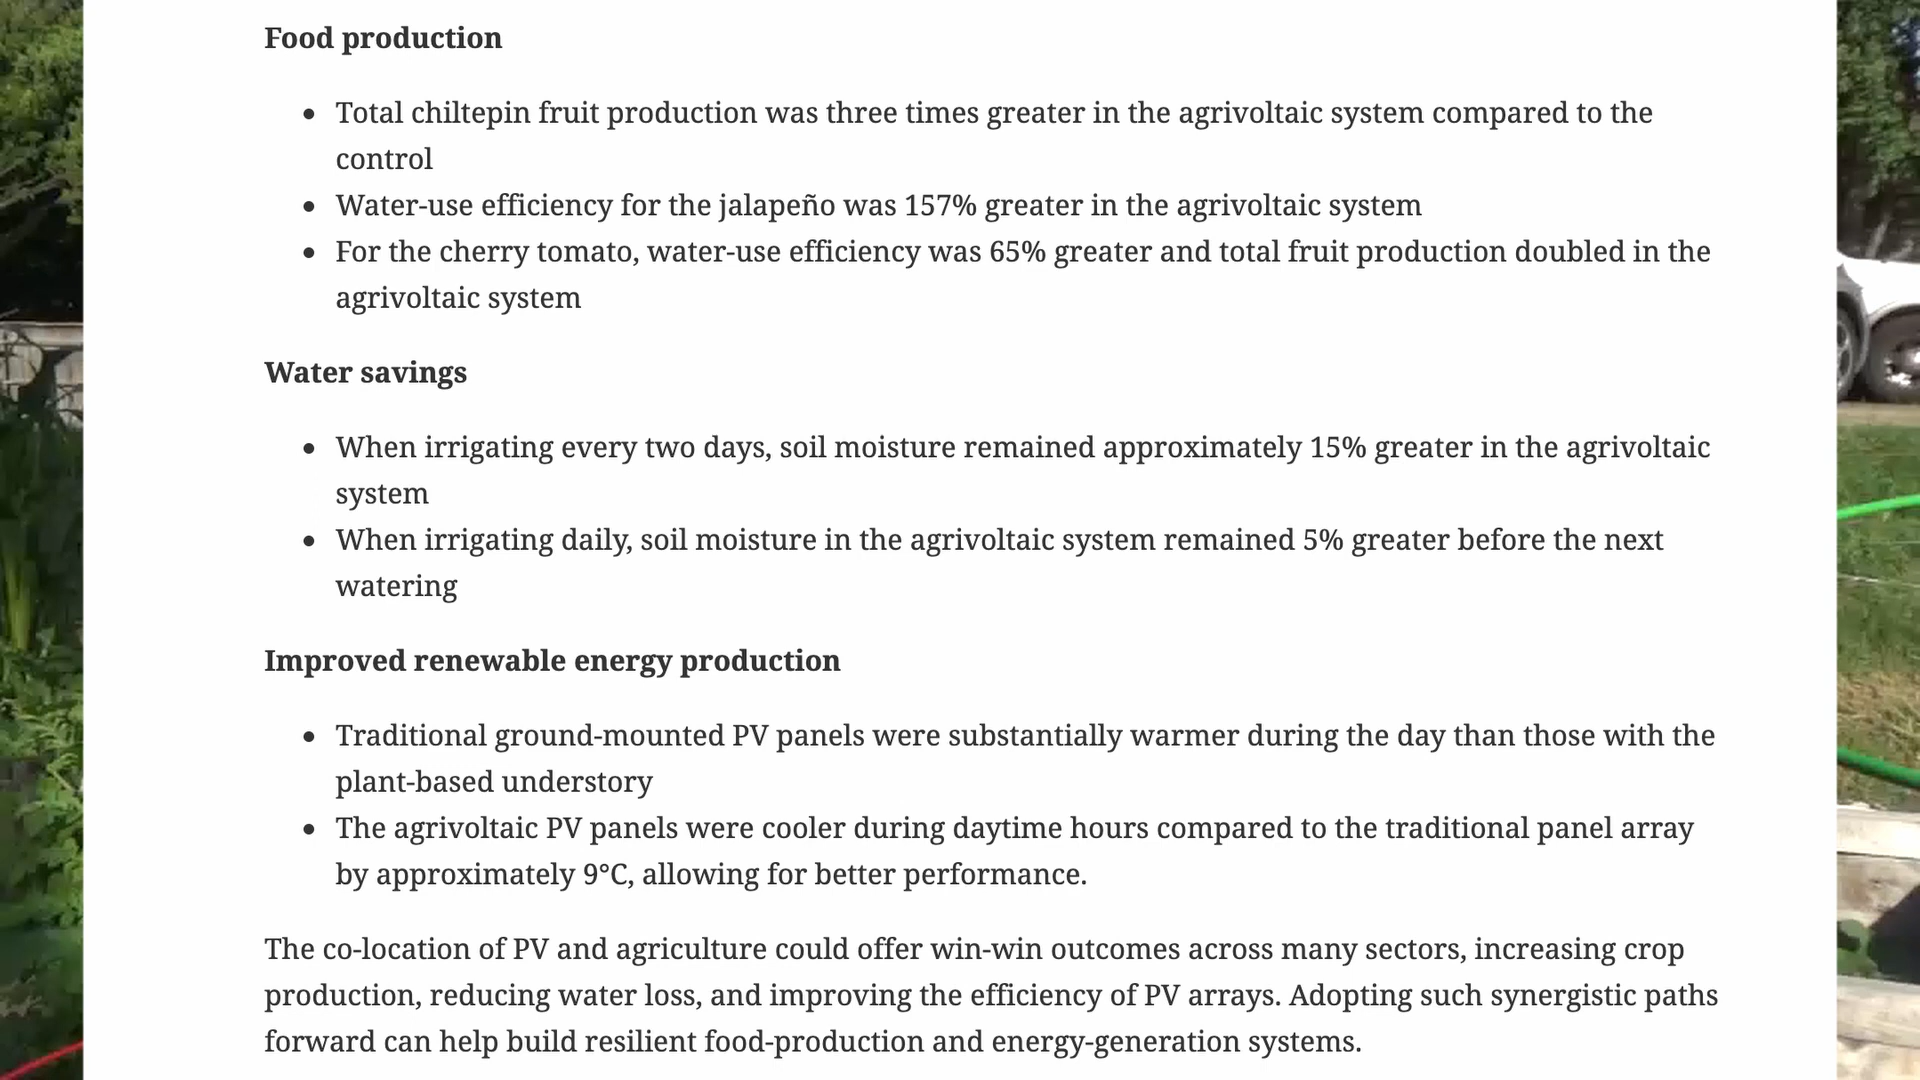 Food production
Total chiltepin fruit production was three times greater in the agrivoltaic system compared to the
control
Water-use efficiency for the jalapeño was 157% greater in the agrivoltaic system
For the cherry tomato, water-use efficiency was 65% greater and total fruit production doubled in the
agrivoltaic system
Water savings
When irrigating every two days, soil moisture remained approximately 15% greater in the agrivoltaic
system
When irrigating daily, soil moisture in the agrivoltaic system remained 5% greater before the next
watering
Improved renewable energy production
Traditional ground-mounted PV panels were substantially warmer during the day than those with the
plant-based understory
The agrivoltaic PV panels were cooler during daytime hours compared to the traditional panel array
by approximately 9°C, allowing for better performance.
The co-location of PV and agriculture could offer win-win outcomes across many sectors, increasing crop
production, reducing water loss, and improving the efficiency of PV arrays. Adopting such synergistic paths
forward can help build resilient food-production and energy-generation systems.